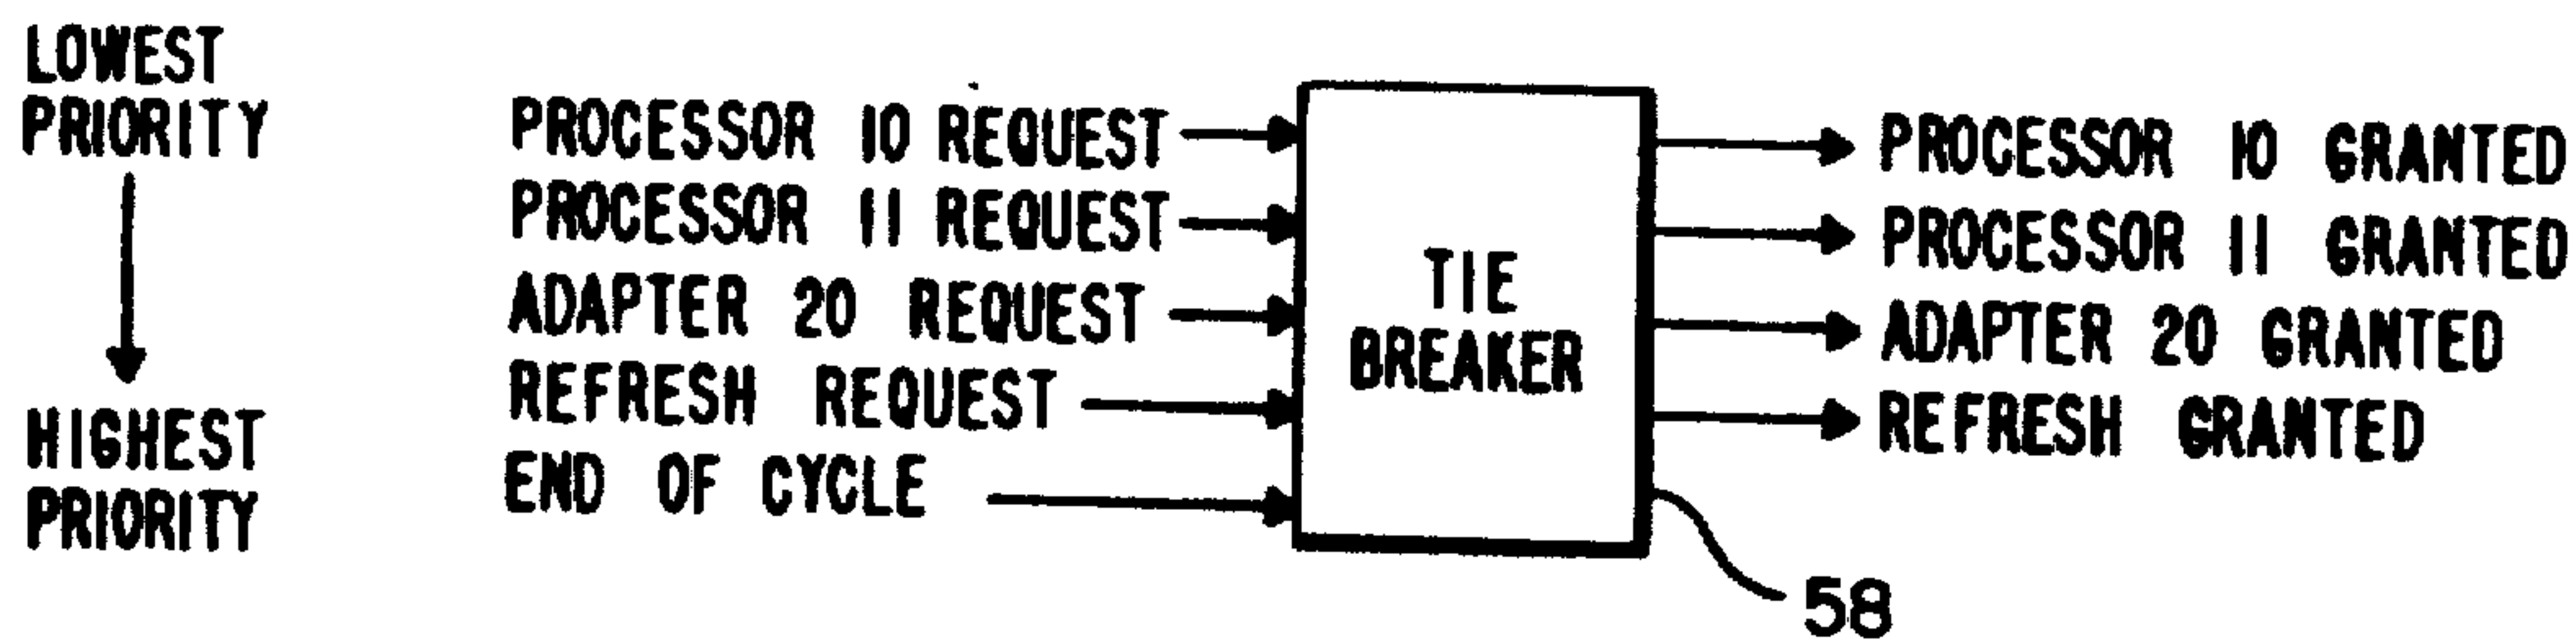 LOWEST
PRIORITY
HIGHEST
PRIORITY
PROCESSOR 10 REQUEST
PROCESSOR 11 REQUEST
ADAPTER 20 REQUEST
REFRESH REQUEST
END OF CYCLE
TIE
BREAKER
PROCESSOR 10 GRANTED
PROCESSOR 11 GRANTED
ADAPTER 20 GRANTED
REFRESH GRANTED
58